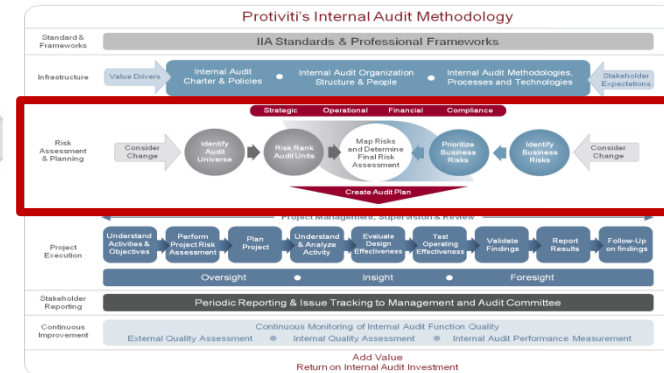 Protiviti's Internal Audit Methodology
Standard &
Frameworks
IIA Standards & Professional Frameworks
Infrastructure
Value Drivers
Internal Audit
Charter & Policies
Internal Audit Organization
Structure & People
Internal Audit Methodologies,
Processes and Technologies
Stakeholder
Expectations
Strategic Operational Financial Compliance
Risk
Assessment
& Planning
Consider
Change
Identify
Audit
Universe
Risk Rank
Audit Units
Map Risks
and Determine
Final Risk
Assessment
Prioritize
Business
Risks
Identify
Business
Risks
Consider
Change
Create Audit Plan
Project Management, Supervision & Review
Project
Execution
Understand
Activities &
Objectives
Perform
Project Risk
Assessment
Plan
Project
Understand
& Analyze
Activity
Evaluate
Design
Effectiveness
Test
Operating
Effectiveness
Validate
Findings
Report
Results
Follow-Up
on findings
Oversight ● Insight ● Foresight
Stakeholder
Reporting
Periodic Reporting & Issue Tracking to Management and Audit Committee
Continuous
Improvement
Continuous Monitoring of Internal Audit Function Quality
External Quality Assessment ● Internal Quality Assessment ● Internal Audit Performance Measurement
Add Value
Return on Internal Audit Investment